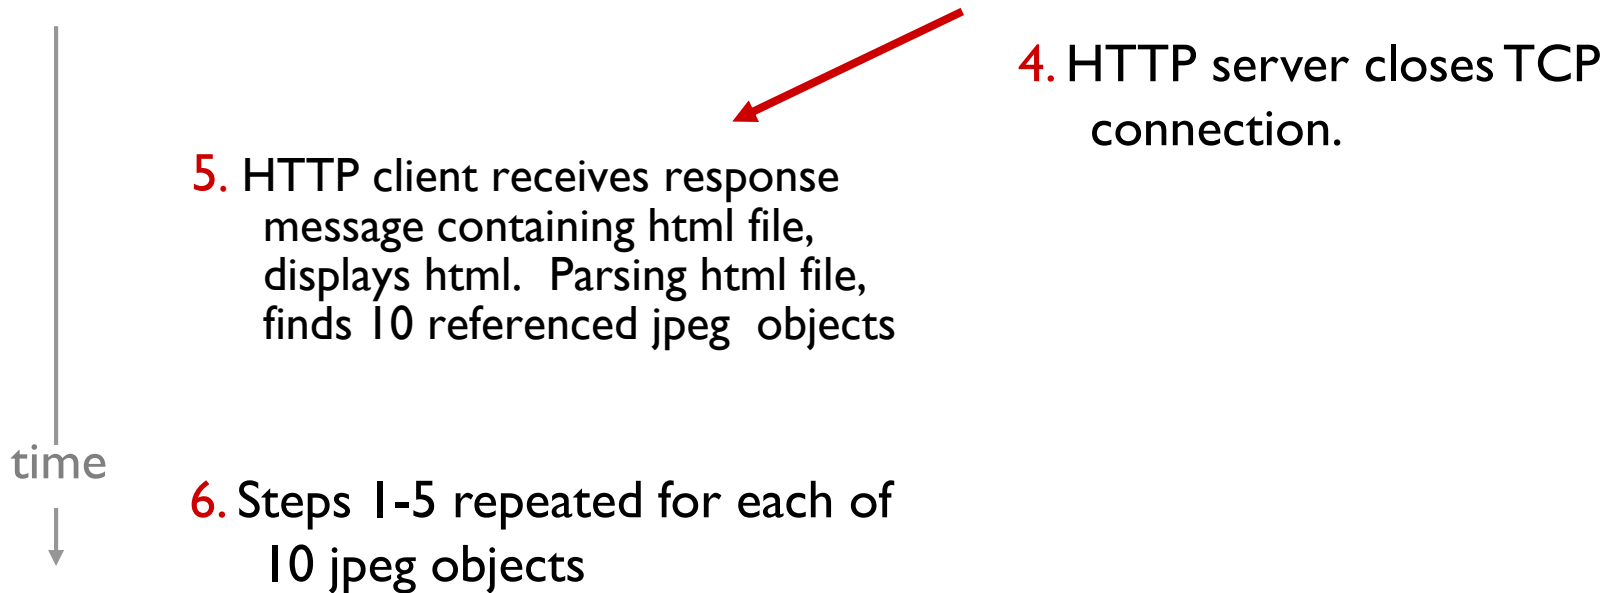 4. HTTP server closes TCP
connection.
5. HTTP client receives response
message containing html file,
displays html.  Parsing html file,
finds 10 referenced jpeg  objects
time
6. Steps 1-5 repeated for each of
10 jpeg objects